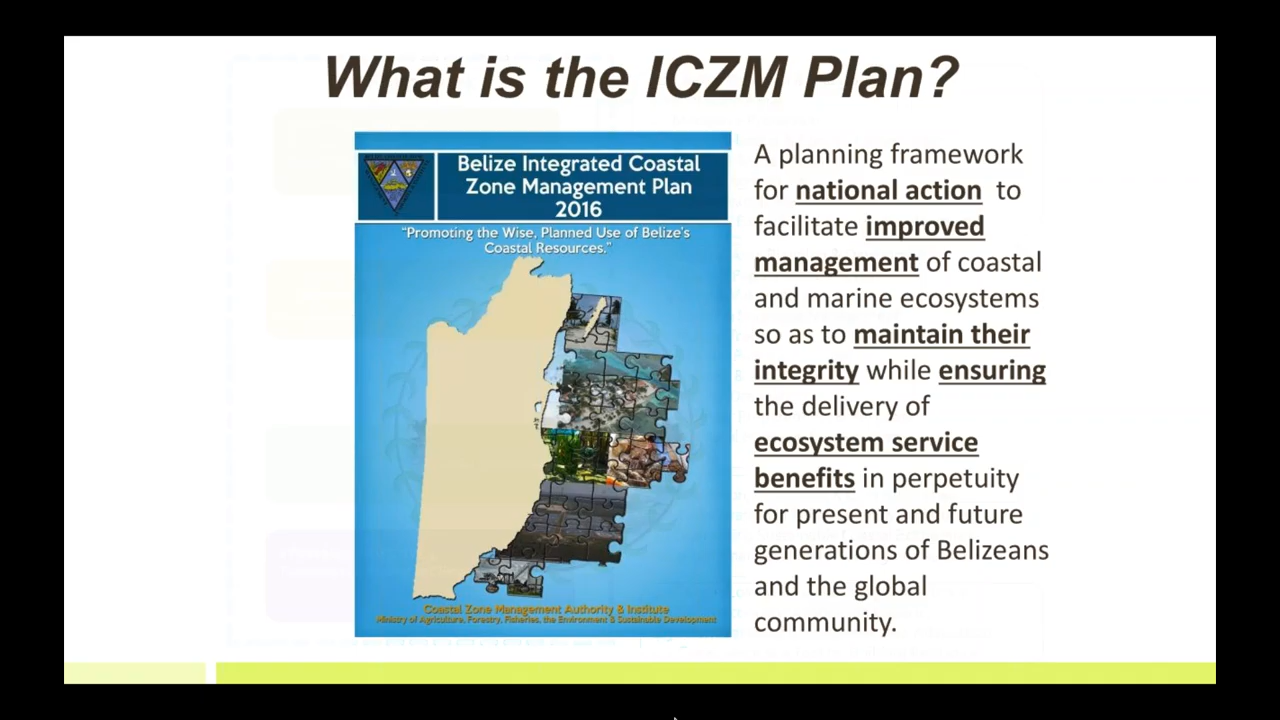 What is the ICZM Plan?
Belize Integrated Coastal
Zone Management Plan
2016
"Promoting the Wise, Planned Use of Belize's
Coastal Resources."
Coastal Zone Management Authority & Institute
Ministry of Agriculture, Forestry, Fisheries, the Environment & Sustainable Development
A planning framework
for national action to
facilitate improved
management of coastal
and marine ecosystems
so as to maintain their
integrity while ensuring
the delivery of
ecosystem service
benefits in perpetuity
for present and future
generations of Belizeans
and the global
community.